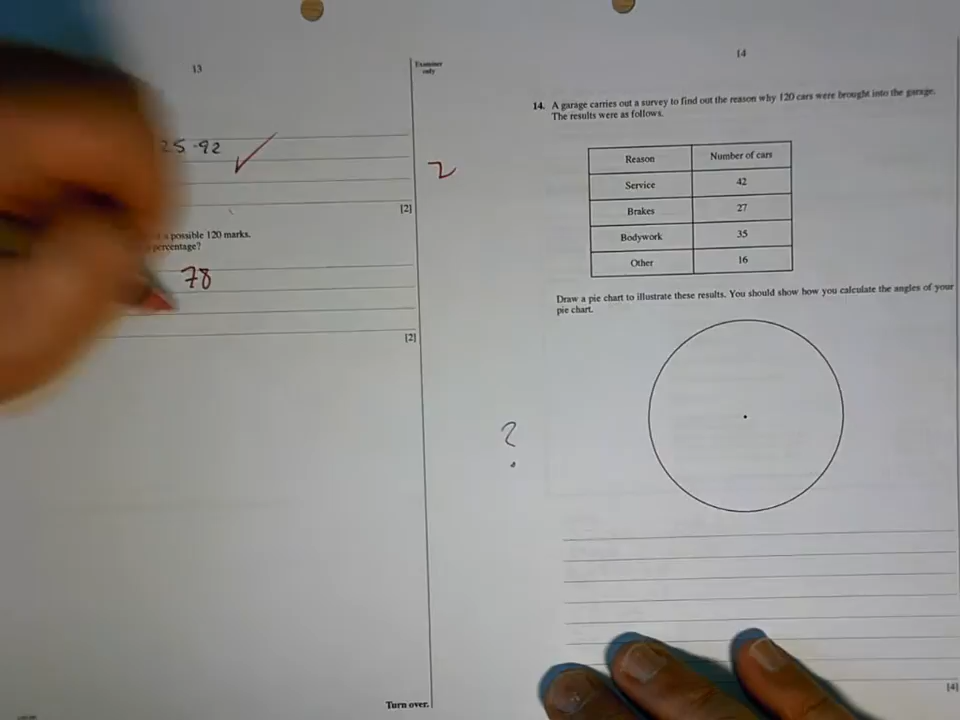 13
Examiner
only
25.92
2
[2]
a possible 120 marks.
percentage?
78
[2]
?
Turn over.
14
14. A garage carries out a survey to find out the reason why 120 cars were brought into the garage.
The results were as follows.
Reason Number of cars
Service 42
Brakes 27
Bodywork 35
Other 16
Draw a pie chart to illustrate these results. You should show how you calculate the angles of your
pie chart.
[4]